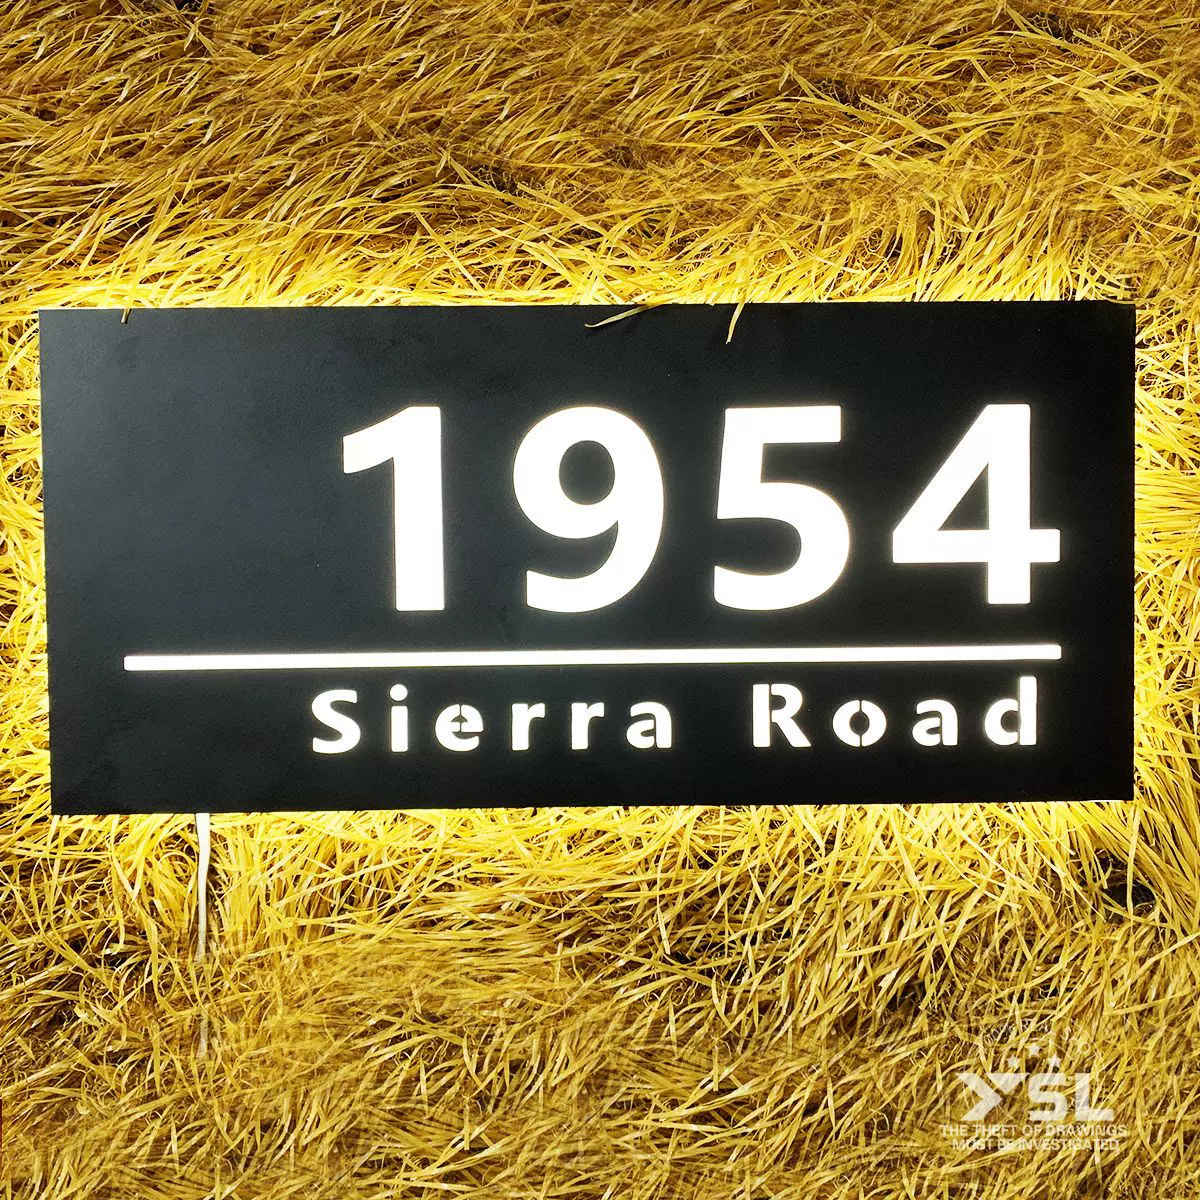 1954
Sierra Road
YSL
THE THEFT OF DRAWINGS
MUST BE INVESTIGATED